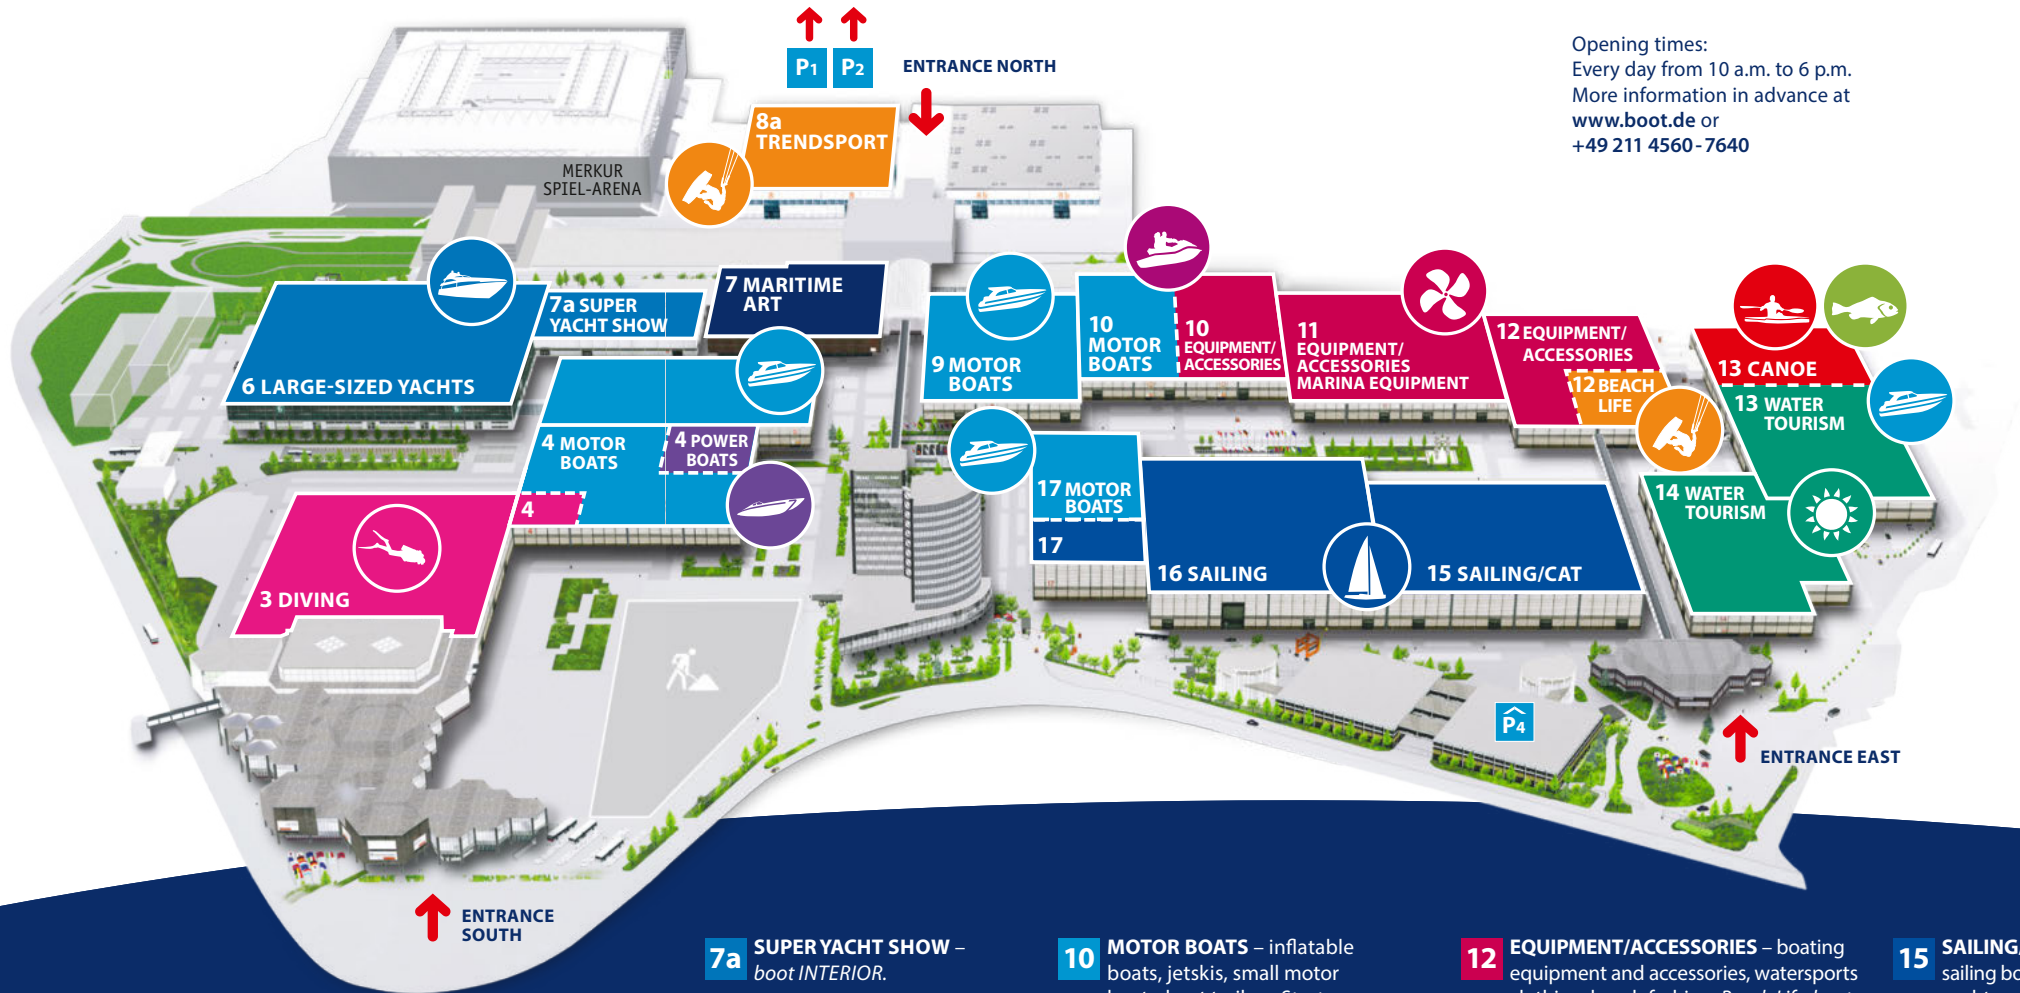 P1 P2
ENTRANCE NORTH
Opening times:
Every day from 10 a.m. to 6 p.m.
More information in advance at
www.boot.de or
+49 211 4560-7640
8a
TRENDSPORT
MERKUR
SPIEL-ARENA
6 LARGE-SIZED YACHTS
7a SUPER
YACHT SHOW
7 MARITIME
ART
9 MOTOR
BOATS
10
MOTOR
BOATS
10
EQUIPMENT/
ACCESSORIES
11
EQUIPMENT/
ACCESSORIES
MARINA EQUIPMENT
12 EQUIPMENT/
ACCESSORIES
12 BEACH
LIFE
13 CANOE
13 WATER
TOURISM
4 MOTOR
BOATS
4 POWER
BOATS
4
3 DIVING
17 MOTOR
BOATS
17
16 SAILING
15 SAILING/CAT
14 WATER
TOURISM
P4
ENTRANCE EAST
ENTRANCE
SOUTH
7a SUPER YACHT SHOW –
boot INTERIOR.
10 MOTOR BOATS – inflatable
boats, jetskis, small motor
12 EQUIPMENT/ACCESSORIES – boating
equipment and accessories, watersports
15 SAILING/
sailing